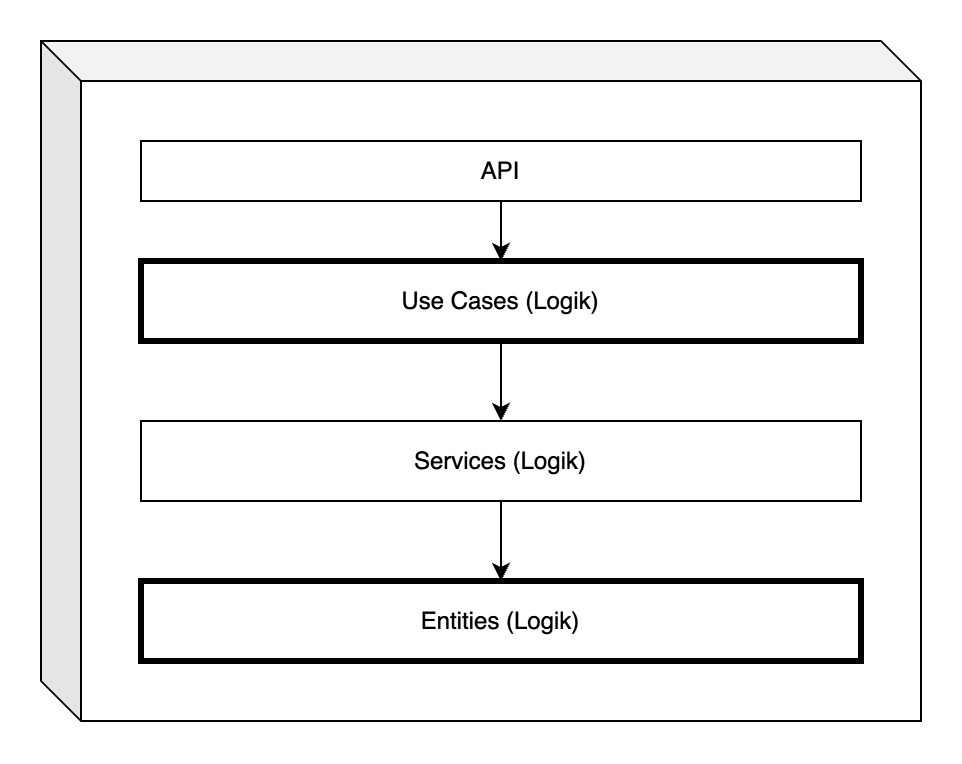 API
Use Cases (Logik)
Services (Logik)
Entities (Logik)